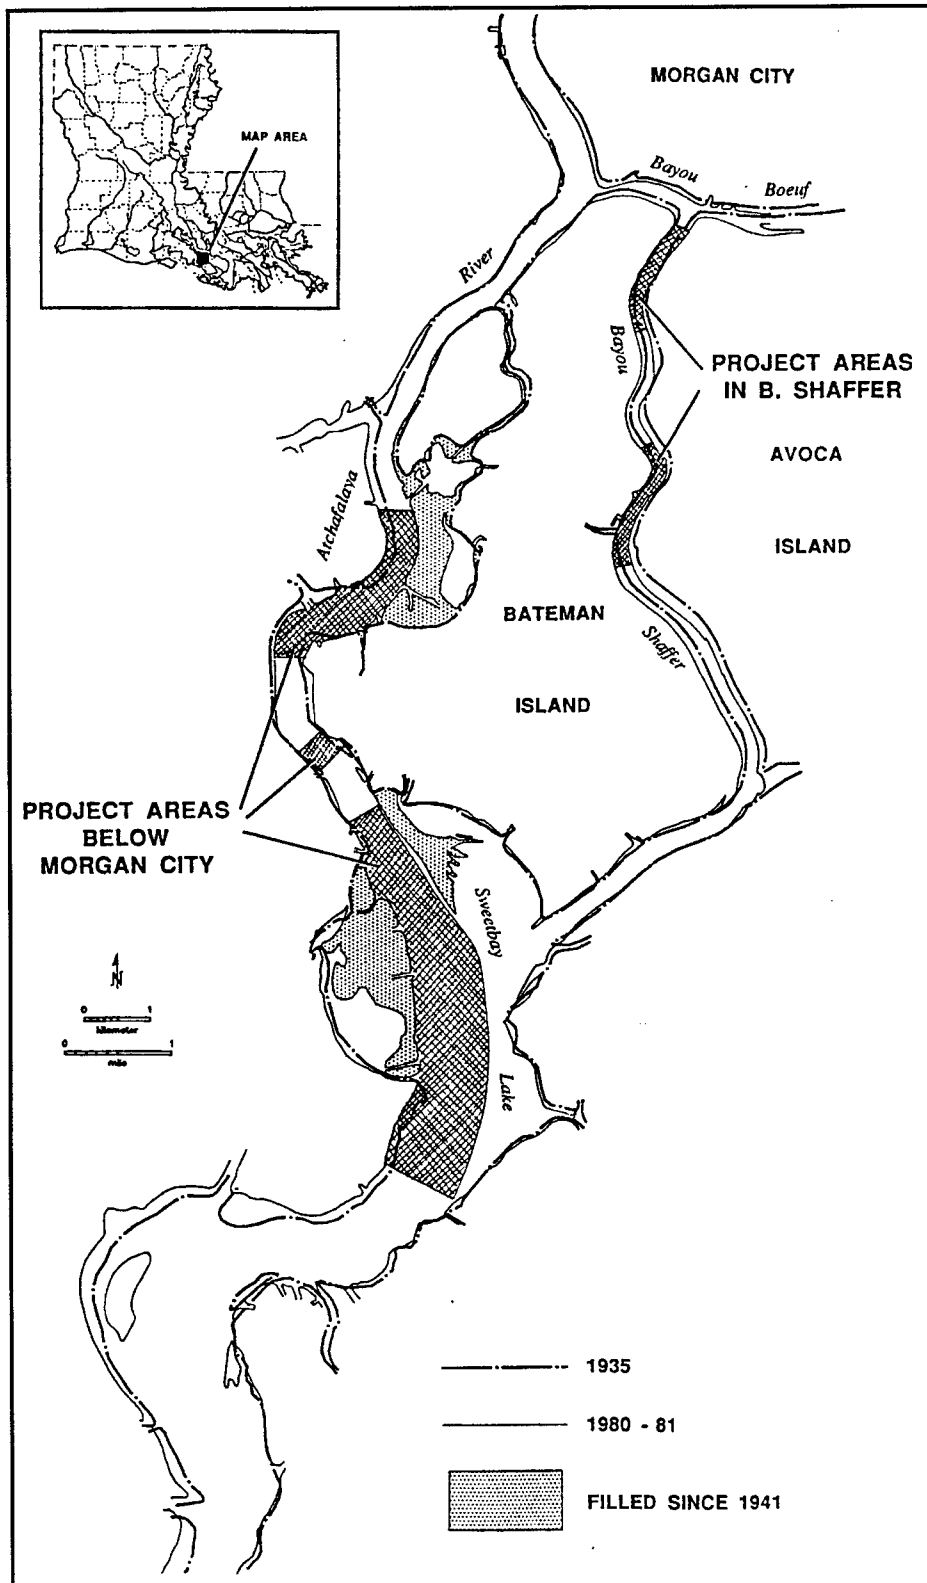 MAP AREA
MORGAN CITY
Bayou
Boeuf
River
Bayou
PROJECT AREAS
IN B. SHAFFER
AVOCA
ISLAND
Atchafalaya
BATEMAN
ISLAND
Shaffer
PROJECT AREAS
BELOW
MORGAN CITY
Sweetbay
Lake
N
0 1
kilometer
0 1
mile
1935
1980 - 81
FILLED SINCE 1941